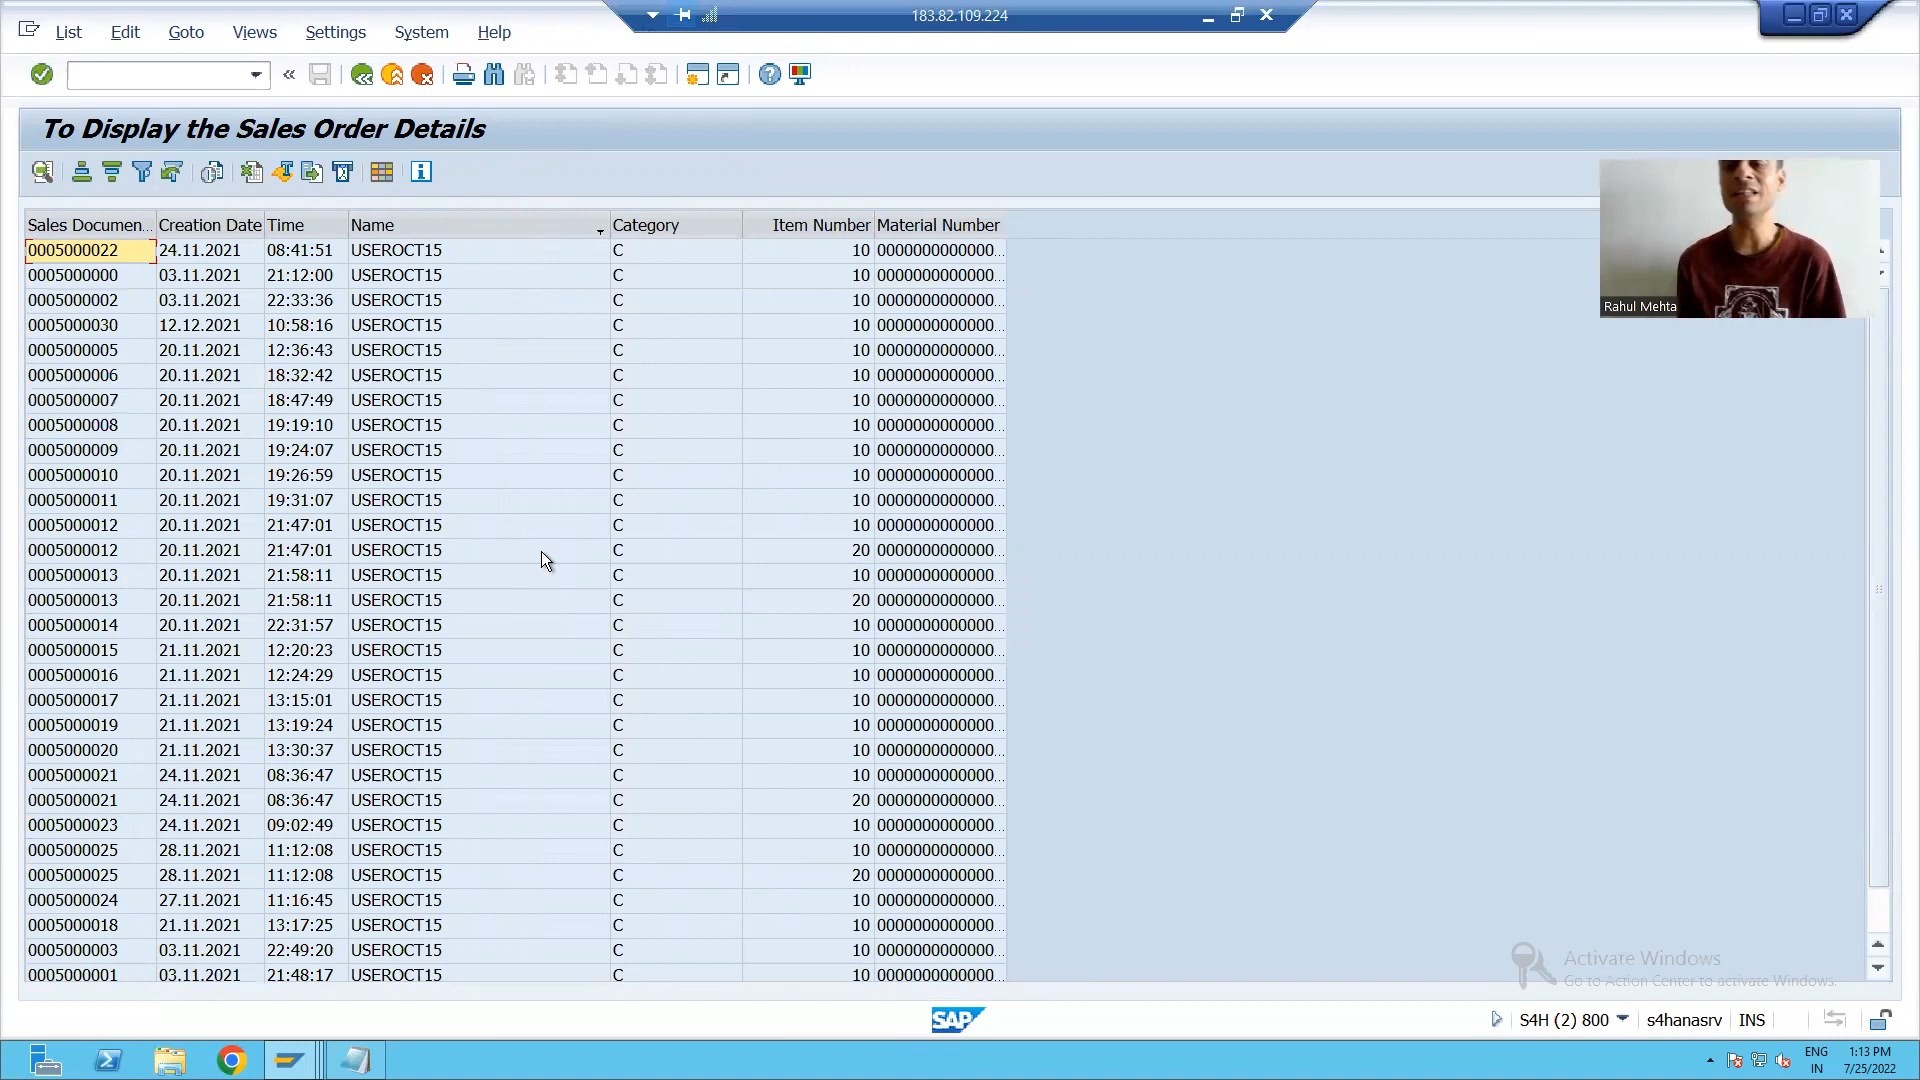 183.82.109.224
List Edit Goto Views Settings System Help
To Display the Sales Order Details
Rahul Mehta
Sales Documen... Creation Date Time Name Category Item Number Material Number
0005000022 24.11.2021 08:41:51 USEROCT15 C 10 0000000000000...
0005000000 03.11.2021 21:12:00 USEROCT15 C 10 0000000000000...
0005000002 03.11.2021 22:33:36 USEROCT15 C 10 0000000000000...
0005000030 12.12.2021 10:58:16 USEROCT15 C 10 0000000000000...
0005000005 20.11.2021 12:36:43 USEROCT15 C 10 0000000000000...
0005000006 20.11.2021 18:32:42 USEROCT15 C 10 0000000000000...
0005000007 20.11.2021 18:47:49 USEROCT15 C 10 0000000000000...
0005000008 20.11.2021 19:19:10 USEROCT15 C 10 0000000000000...
0005000009 20.11.2021 19:24:07 USEROCT15 C 10 0000000000000...
0005000010 20.11.2021 19:26:59 USEROCT15 C 10 0000000000000...
0005000011 20.11.2021 19:31:07 USEROCT15 C 10 0000000000000...
0005000012 20.11.2021 21:47:01 USEROCT15 C 10 0000000000000...
0005000012 20.11.2021 21:47:01 USEROCT15 C 20 0000000000000...
0005000013 20.11.2021 21:58:11 USEROCT15 C 10 0000000000000...
0005000013 20.11.2021 21:58:11 USEROCT15 C 20 0000000000000...
0005000014 20.11.2021 22:31:57 USEROCT15 C 10 0000000000000...
0005000015 21.11.2021 12:20:23 USEROCT15 C 10 0000000000000...
0005000016 21.11.2021 12:24:29 USEROCT15 C 10 0000000000000...
0005000017 21.11.2021 13:15:01 USEROCT15 C 10 0000000000000...
0005000019 21.11.2021 13:19:24 USEROCT15 C 10 0000000000000...
0005000020 21.11.2021 13:30:37 USEROCT15 C 10 0000000000000...
0005000021 24.11.2021 08:36:47 USEROCT15 C 10 0000000000000...
0005000021 24.11.2021 08:36:47 USEROCT15 C 20 0000000000000...
0005000023 24.11.2021 09:02:49 USEROCT15 C 10 0000000000000...
0005000025 28.11.2021 11:12:08 USEROCT15 C 10 0000000000000...
0005000025 28.11.2021 11:12:08 USEROCT15 C 20 0000000000000...
0005000024 27.11.2021 11:16:45 USEROCT15 C 10 0000000000000...
0005000018 21.11.2021 13:17:25 USEROCT15 C 10 0000000000000...
0005000003 03.11.2021 22:49:20 USEROCT15 C 10 0000000000000...
0005000001 03.11.2021 21:48:17 USEROCT15 C 10 0000000000000...
Activate Windows
Go to Action Center to activate Windows.
SAP
S4H (2) 800 s4hanasrv INS
ENG 1:13 PM
IN 7/25/2022